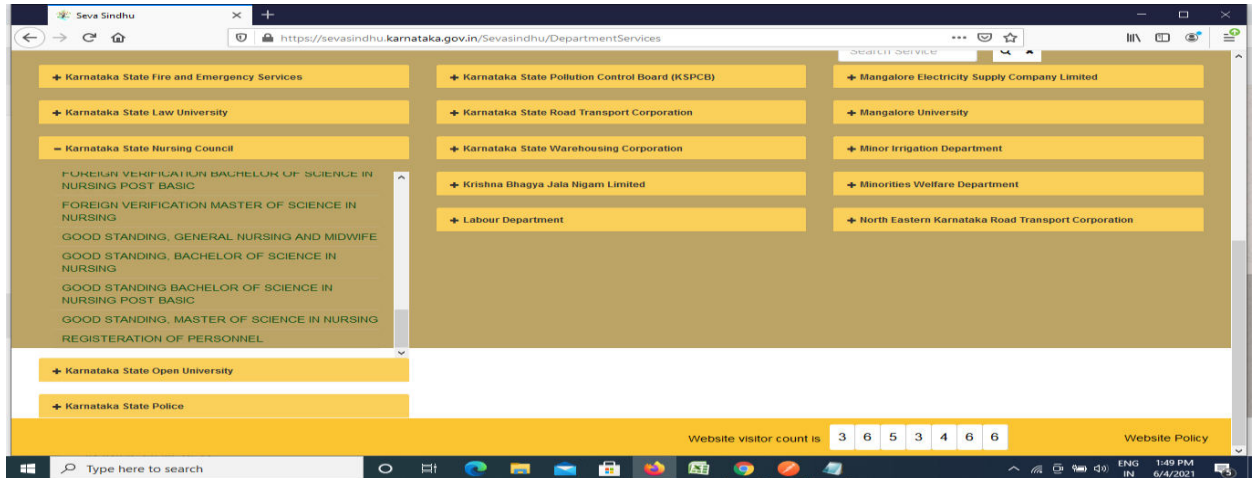 Seva Sindhu
https://sevasindhu.karnataka.gov.in/Sevasindhu/DepartmentServices
Search Service
+ Karnataka State Fire and Emergency Services
+ Karnataka State Pollution Control Board (KSPCB)
+ Mangalore Electricity Supply Company Limited
+ Karnataka State Law University
+ Karnataka State Road Transport Corporation
+ Mangalore University
− Karnataka State Nursing Council
+ Karnataka State Warehousing Corporation
+ Minor Irrigation Department
FOREIGN VERIFICATION BACHELOR OF SCIENCE IN
NURSING POST BASIC
+ Krishna Bhagya Jala Nigam Limited
+ Minorities Welfare Department
FOREIGN VERIFICATION MASTER OF SCIENCE IN
NURSING
+ Labour Department
+ North Eastern Karnataka Road Transport Corporation
GOOD STANDING, GENERAL NURSING AND MIDWIFE
GOOD STANDING, BACHELOR OF SCIENCE IN
NURSING
GOOD STANDING BACHELOR OF SCIENCE IN
NURSING POST BASIC
GOOD STANDING, MASTER OF SCIENCE IN NURSING
REGISTERATION OF PERSONNEL
+ Karnataka State Open University
+ Karnataka State Police
Website visitor count is 3 6 5 3 4 6 6
Website Policy
Type here to search
ENG
IN
1:49 PM
6/4/2021
5